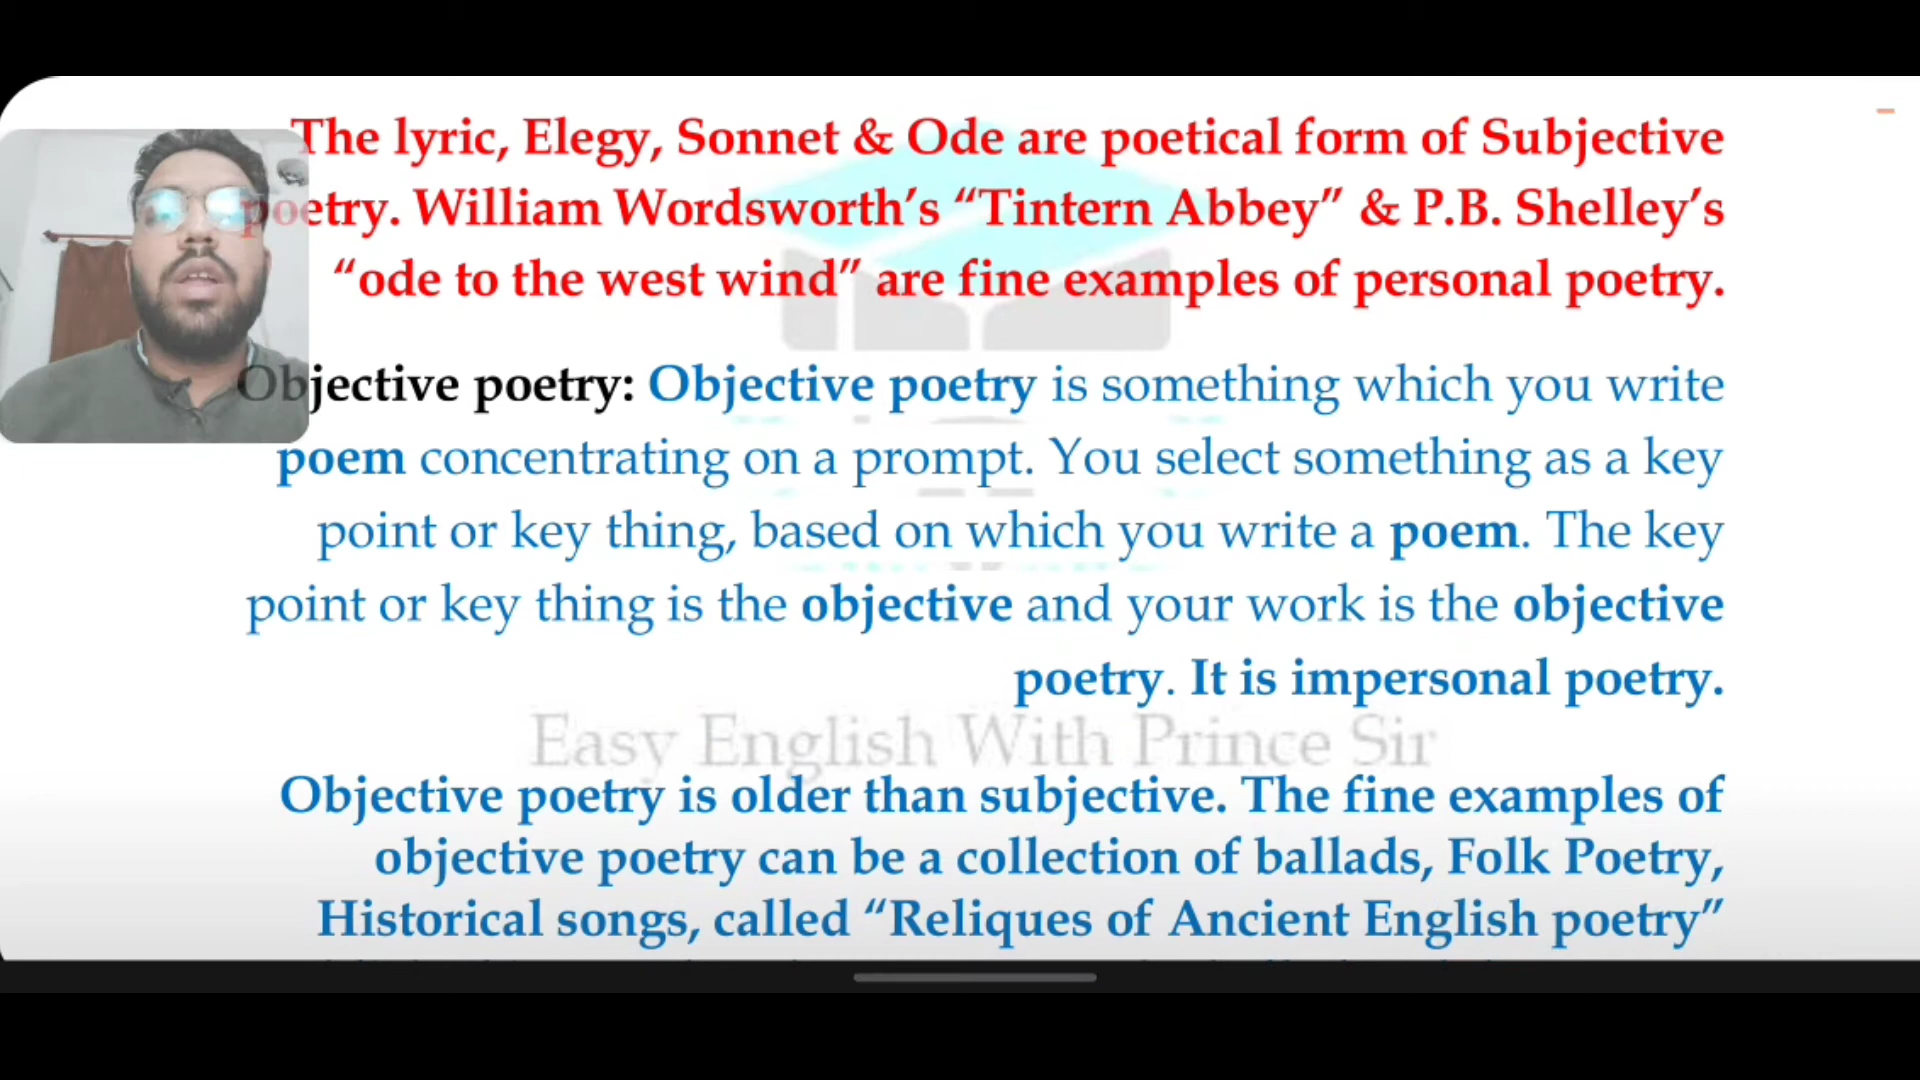 The lyric, Elegy, Sonnet & Ode are poetical form of Subjective
poetry. William Wordsworth’s “Tintern Abbey” & P.B. Shelley’s
“ode to the west wind” are fine examples of personal poetry.
Objective poetry: Objective poetry is something which you write
poem concentrating on a prompt. You select something as a key
point or key thing, based on which you write a poem. The key
point or key thing is the objective and your work is the objective
poetry. It is impersonal poetry.
Easy English With Prince Sir
Objective poetry is older than subjective. The fine examples of
objective poetry can be a collection of ballads, Folk Poetry,
Historical songs, called “Reliques of Ancient English poetry”